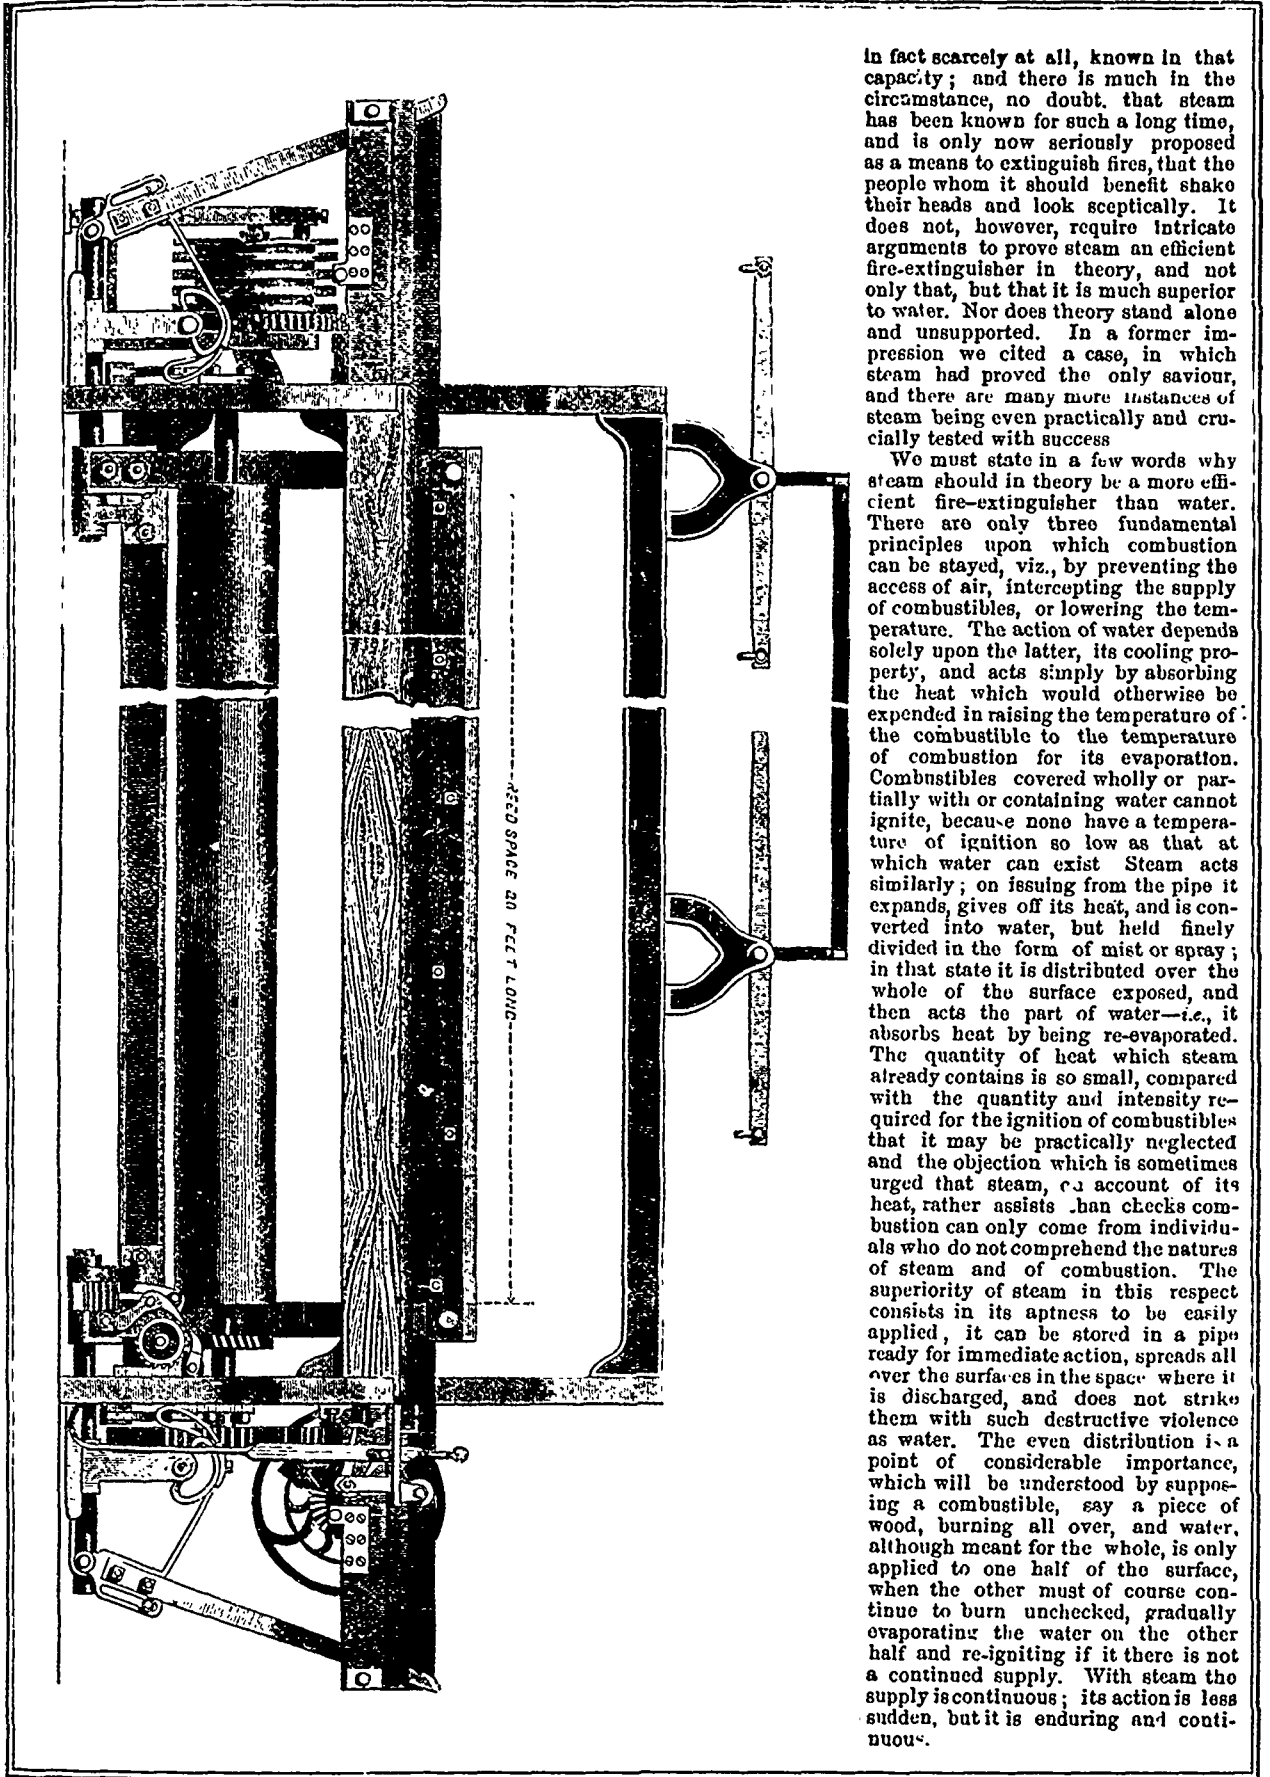 REED SPACE 20 FEET LONG
in fact scarcely at all, known in that
capacity; and there is much in the
circumstance, no doubt. that steam
has been known for such a long time,
and is only now seriously proposed
as a means to extinguish fires, that the
people whom it should benefit shake
their heads and look sceptically. It
does not, however, require intricate
arguments to prove steam an efficient
fire-extinguisher in theory, and not
only that, but that it is much superior
to water. Nor does theory stand alone
and unsupported. In a former im-
pression we cited a case, in which
steam had proved the only saviour,
and there are many more instances of
steam being even practically and cru-
cially tested with success
We must state in a few words why
steam should in theory be a more effi-
cient fire-extinguisher than water.
There are only three fundamental
principles upon which combustion
can be stayed, viz., by preventing the
access of air, intercepting the supply
of combustibles, or lowering the tem-
perature. The action of water depends
solely upon the latter, its cooling pro-
perty, and acts simply by absorbing
the heat which would otherwise be
expended in raising the temperature of
the combustible to the temperature
of combustion for its evaporation.
Combustibles covered wholly or par-
tially with or containing water cannot
ignite, because none have a tempera-
ture of ignition so low as that at
which water can exist Steam acts
similarly; on issuing from the pipe it
expands, gives off its heat, and is con-
verted into water, but held finely
divided in the form of mist or spray;
in that state it is distributed over the
whole of the surface exposed, and
then acts the part of water—i.e., it
absorbs heat by being re-evaporated.
The quantity of heat which steam
already contains is so small, compared
with the quantity and intensity re-
quired for the ignition of combustibles
that it may be practically neglected
and the objection which is sometimes
urged that steam, on account of its
heat, rather assists than checks com-
bustion can only come from individu-
als who do not comprehend the natures
of steam and of combustion. The
superiority of steam in this respect
consists in its aptness to be easily
applied, it can be stored in a pipe
ready for immediate action, spreads all
over the surfaces in the space where it
is discharged, and does not strike
them with such destructive violence
as water. The even distribution is a
point of considerable importance,
which will be understood by suppos-
ing a combustible, say a piece of
wood, burning all over, and water,
although meant for the whole, is only
applied to one half of the surface,
when the other must of course con-
tinue to burn unchecked, gradually
evaporating the water on the other
half and re-igniting if it there is not
a continued supply. With steam the
supply is continuous; its action is less
sudden, but it is enduring and conti-
nuous.